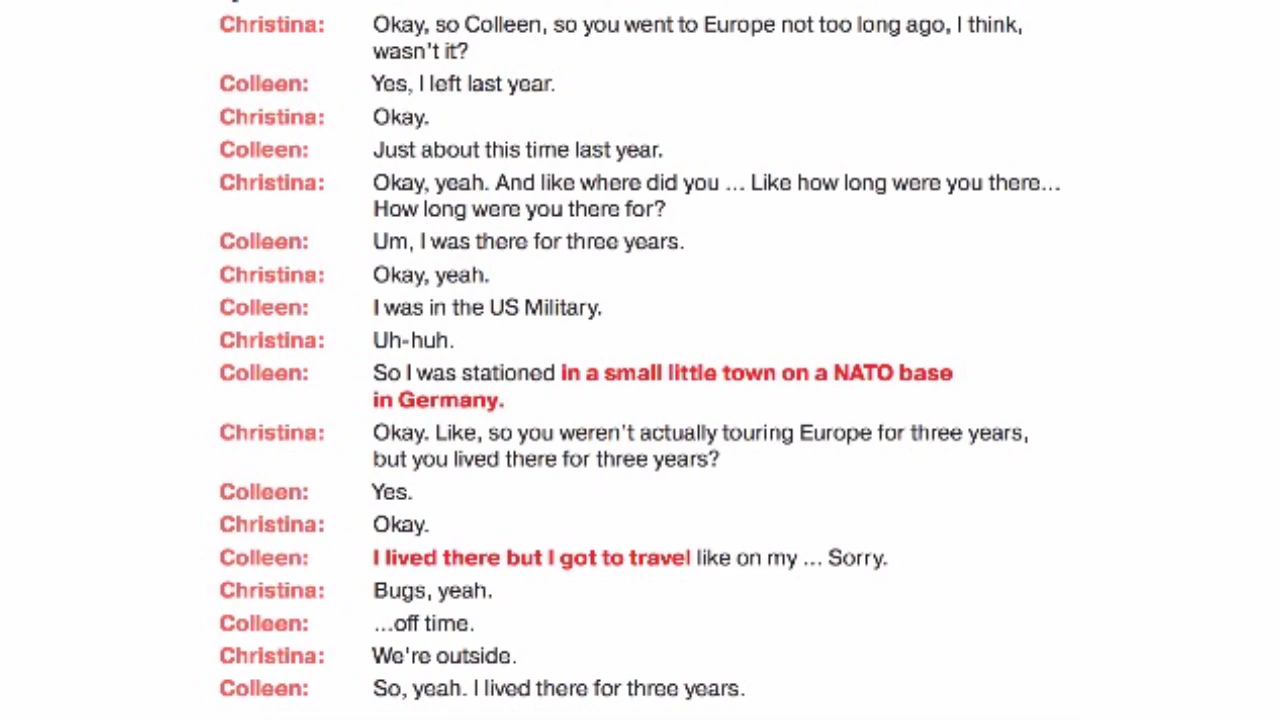 Christina: Okay, so Colleen, so you went to Europe not too long ago, I think,
wasn't it?
Colleen: Yes, I left last year.
Christina: Okay.
Colleen: Just about this time last year.
Christina: Okay, yeah. And like where did you ... Like how long were you there...
How long were you there for?
Colleen: Um, I was there for three years.
Christina: Okay, yeah.
Colleen: I was in the US Military.
Christina: Uh-huh.
Colleen: So I was stationed in a small little town on a NATO base
in Germany.
Christina: Okay. Like, so you weren't actually touring Europe for three years,
but you lived there for three years?
Colleen: Yes.
Christina: Okay.
Colleen: I lived there but I got to travel like on my ... Sorry.
Christina: Bugs, yeah.
Colleen: ...off time.
Christina: We're outside.
Colleen: So, yeah. I lived there for three years.